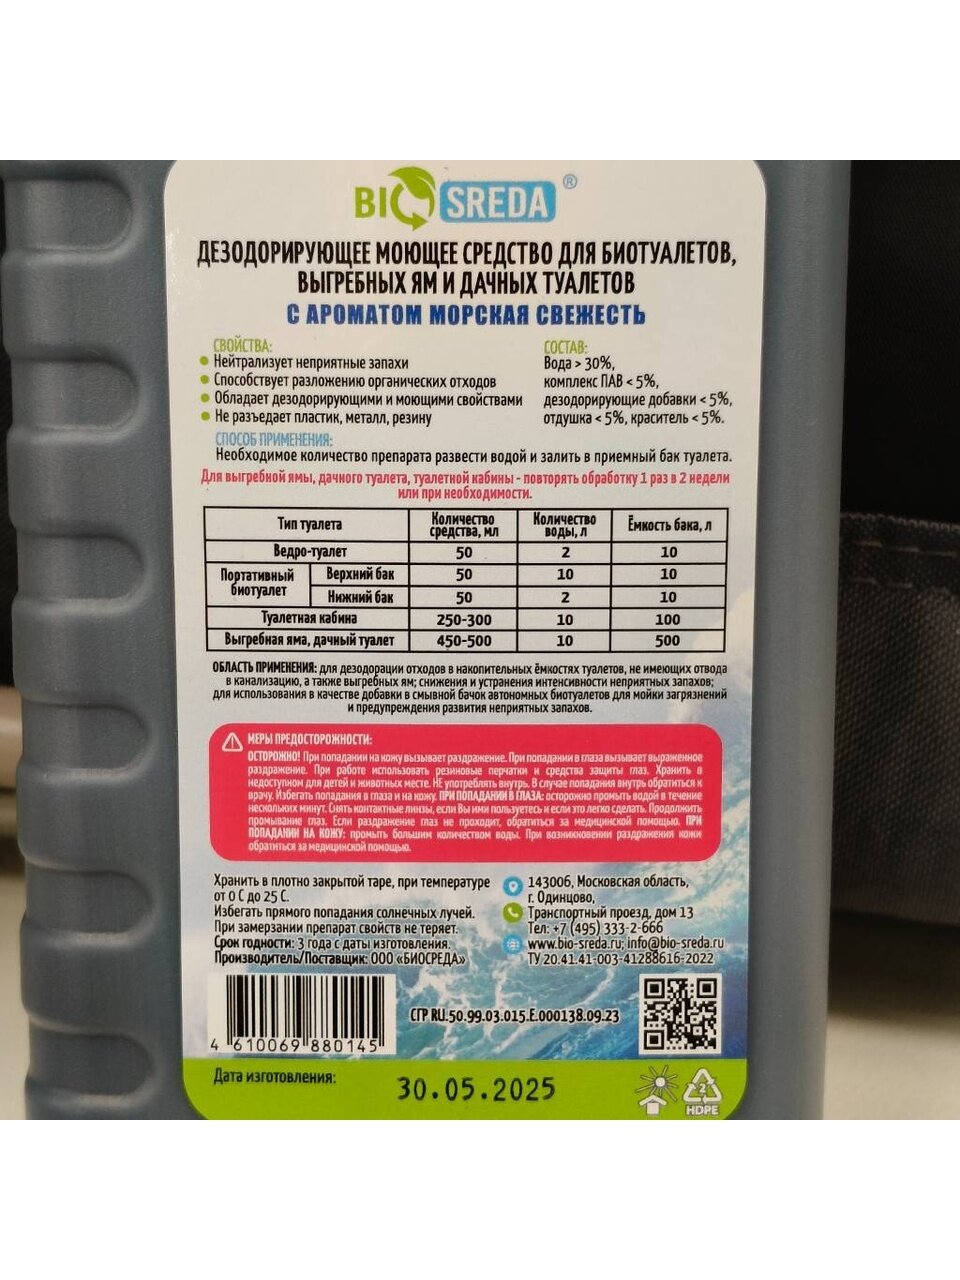 BIOSREDA®
ДЕЗОДОРИРУЮЩЕЕ МОЮЩЕЕ СРЕДСТВО ДЛЯ БИОТУАЛЕТОВ,
ВЫГРЕБНЫХ ЯМ И ДАЧНЫХ ТУАЛЕТОВ
С АРОМАТОМ МОРСКАЯ СВЕЖЕСТЬ
СВОЙСТВА:
Нейтрализует неприятные запахи
Способствует разложению органических отходов
Обладает дезодорирующими и моющими свойствами
Не разъедает пластик, металл, резину
СОСТАВ:
Вода > 30%,
комплекс ПАВ < 5%,
дезодорирующие добавки < 5%,
отдушка < 5%, краситель < 5%.
СПОСОБ ПРИМЕНЕНИЯ:
Необходимое количество препарата развести водой и залить в приемный бак туалета.
Для выгребной ямы, дачного туалета, туалетной кабины - повторять обработку 1 раз в 2 недели
или при необходимости.
Тип туалета Количество средства, мл Количество воды, л Ёмкость бака, л
Ведро-туалет 50 2 10
Портативный биотуалет Верхний бак 50 10 10
Нижний бак 50 2 10
Туалетная кабина 250-300 10 100
Выгребная яма, дачный туалет 450-500 10 500
ОБЛАСТЬ ПРИМЕНЕНИЯ: для дезодорации отходов в накопительных ёмкостях туалетов, не имеющих отвода
в канализацию, а также выгребных ям; снижения и устранения интенсивности неприятных запахов;
для использования в качестве добавки в смывной бачок автономных биотуалетов для мойки загрязнений
и предупреждения развития неприятных запахов.
МЕРЫ ПРЕДОСТОРОЖНОСТИ:
ОСТОРОЖНО! При попадании на кожу вызывает раздражение. При попадании в глаза вызывает выраженное
раздражение. При работе использовать резиновые перчатки и средства защиты глаз. Хранить в
недоступном для детей и животных месте. НЕ употреблять внутрь. В случае попадания внутрь обратиться к
врачу. Избегать попадания в глаза и на кожу. ПРИ ПОПАДАНИИ В ГЛАЗА: осторожно промыть водой в течение
нескольких минут. Снять контактные линзы, если Вы ими пользуетесь и если это легко сделать. Продолжить
промывание глаз. Если раздражение глаз не проходит, обратиться за медицинской помощью. ПРИ
ПОПАДАНИИ НА КОЖУ: промыть большим количеством воды. При возникновении раздражения кожи
обратиться за медицинской помощью.
Хранить в плотно закрытой таре, при температуре
от 0 С до 25 С.
Избегать прямого попадания солнечных лучей.
При замерзании препарат свойств не теряет.
Срок годности: 3 года с даты изготовления.
Производитель/Поставщик: ООО «БИОСРЕДА»
143006, Московская область,
г. Одинцово,
Транспортный проезд, дом 13
Тел: +7 (495) 333-2-666
www.bio-sreda.ru; info@bio-sreda.ru
ТУ 20.41.41-003-41288616-2022
4 610069 880145
СГР RU.50.99.03.015.Е.000138.09.23
Дата изготовления:
30.05.2025
2
HDPE